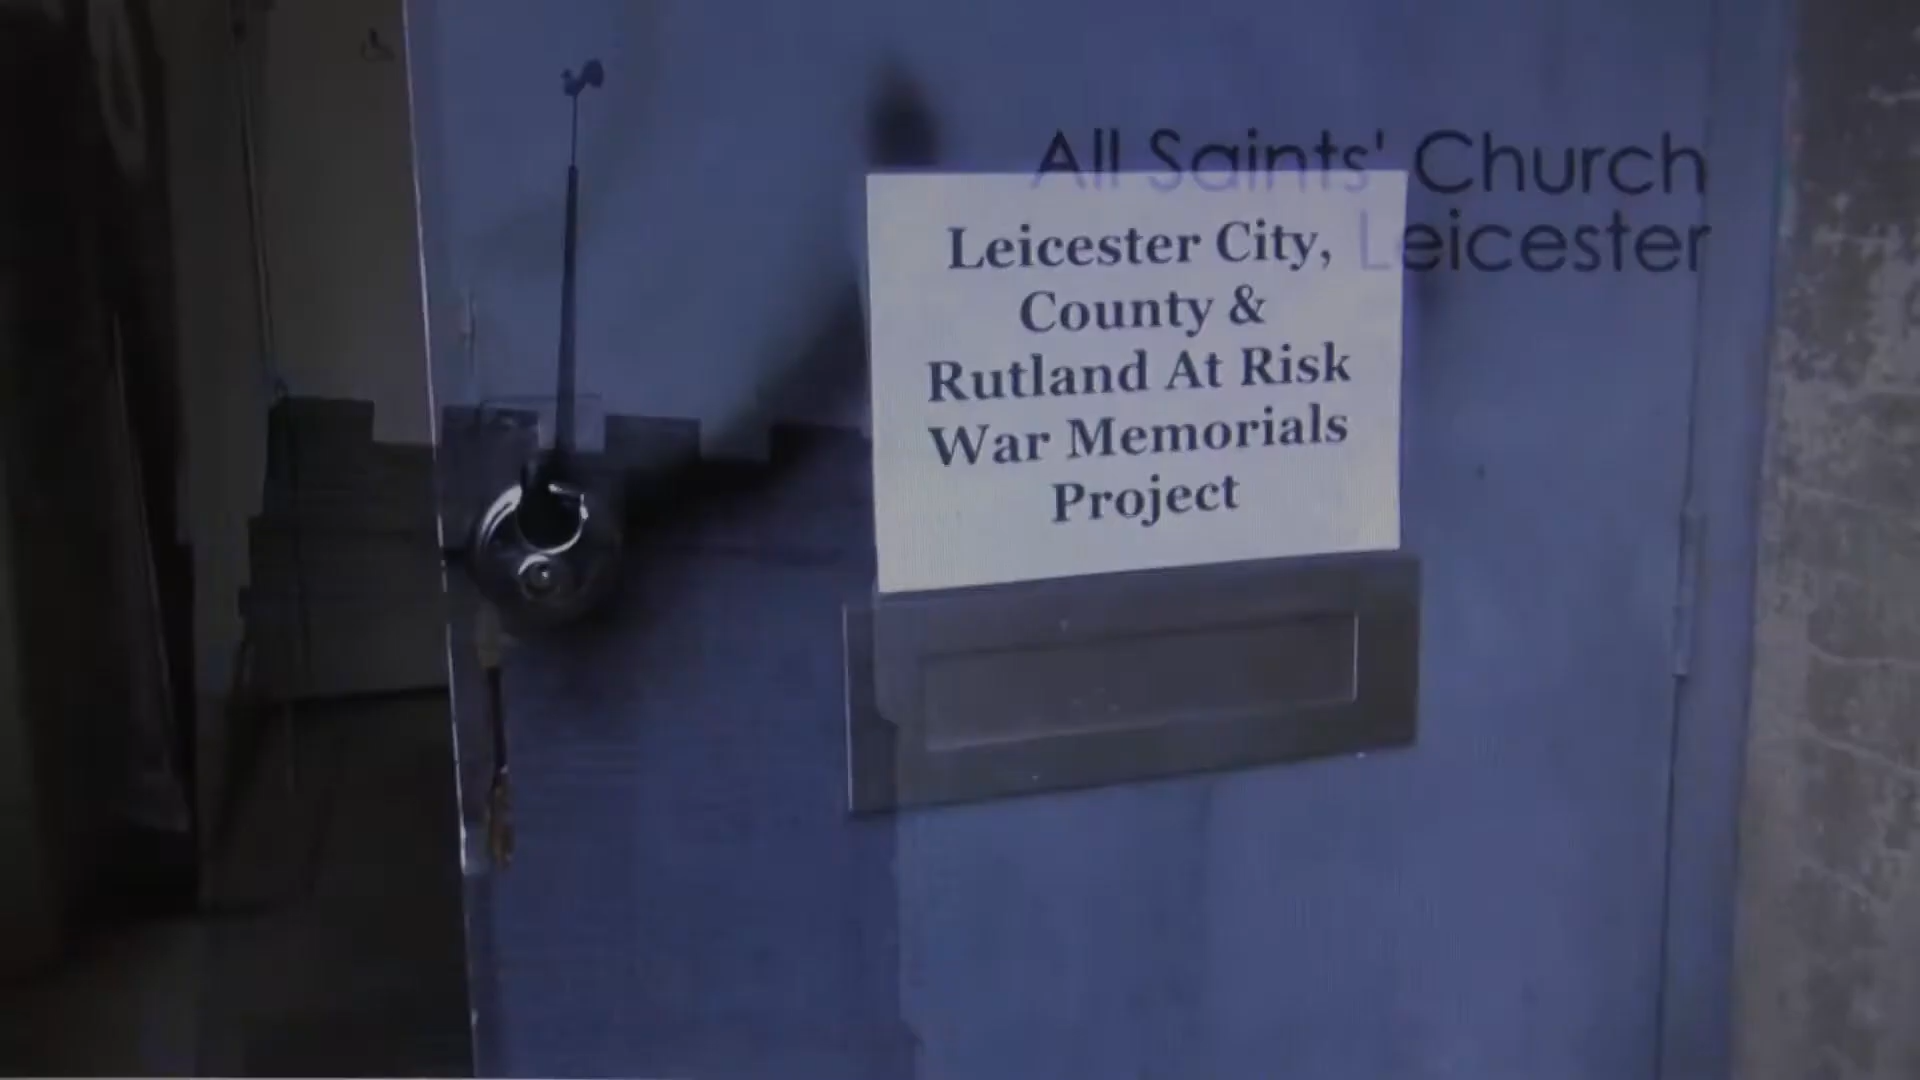 All Saints' Church
Leicester
Leicester City,
County &
Rutland At Risk
War Memorials
Project